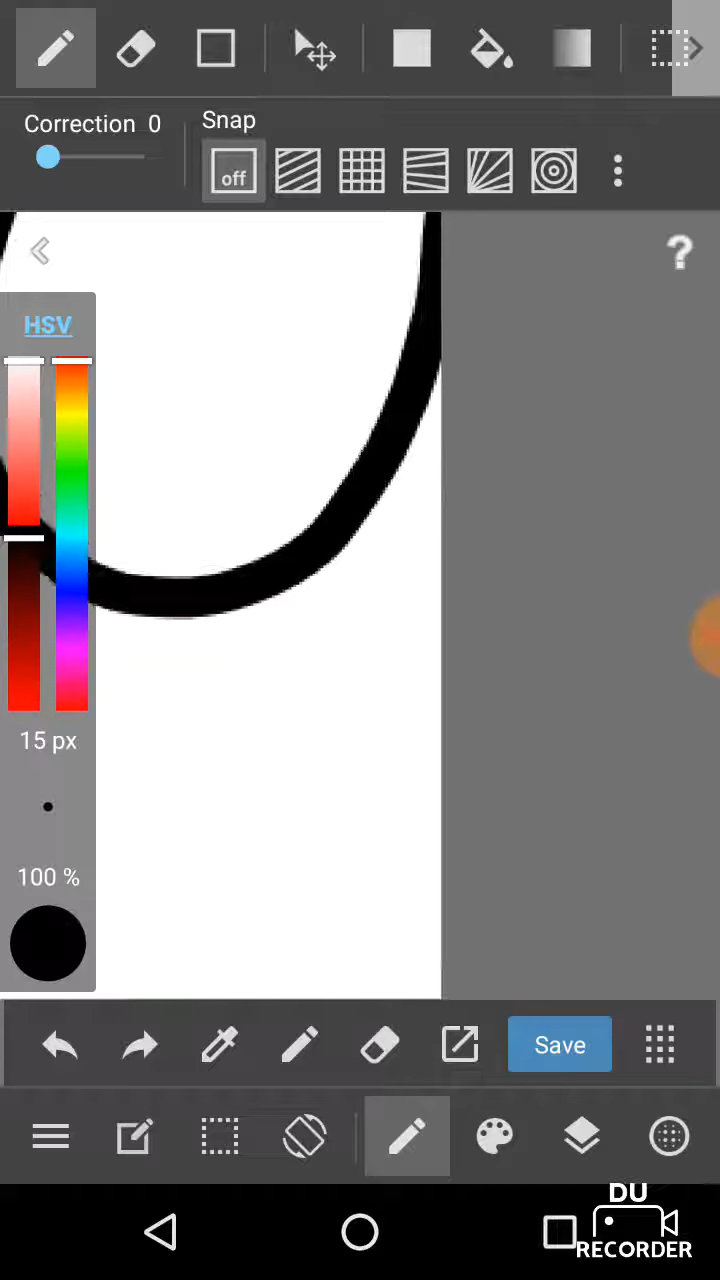 Correction 0
Snap
off
?
HSV
15 px
100 %
Save
DU
RECORDER